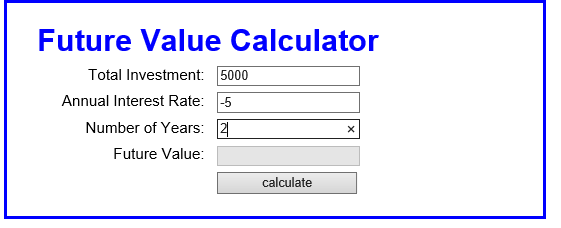 Future Value Calculator
Total Investment: 5000
Annual Interest Rate: -5
Number of Years: 2 ×
Future Value:
calculate